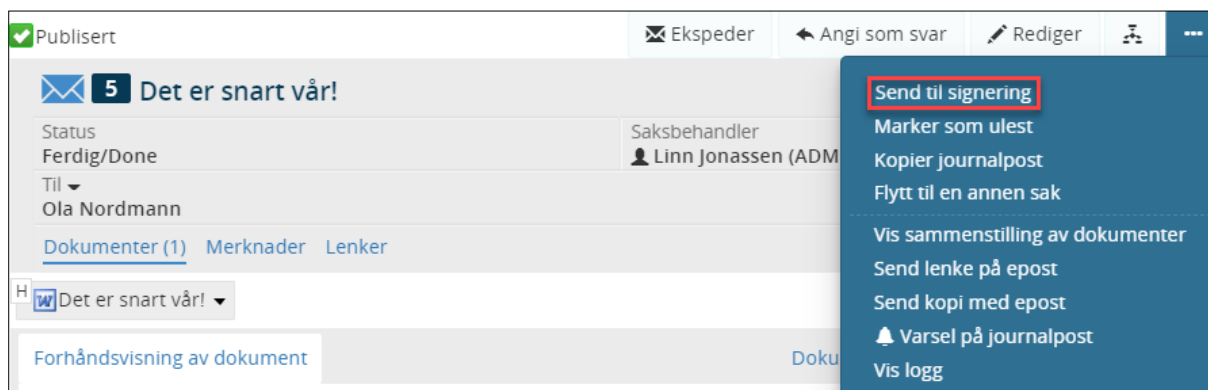 Publisert
Ekspeder
Angi som svar
Rediger
5 Det er snart vår!
Status
Ferdig/Done
Saksbehandler
Linn Jonassen (ADM
Til
Ola Nordmann
Dokumenter (1) Merknader Lenker
H
Det er snart vår!
Forhåndsvisning av dokument
Doku
Send til signering
Marker som ulest
Kopier journalpost
Flytt til en annen sak
Vis sammenstilling av dokumenter
Send lenke på epost
Send kopi med epost
Varsel på journalpost
Vis logg